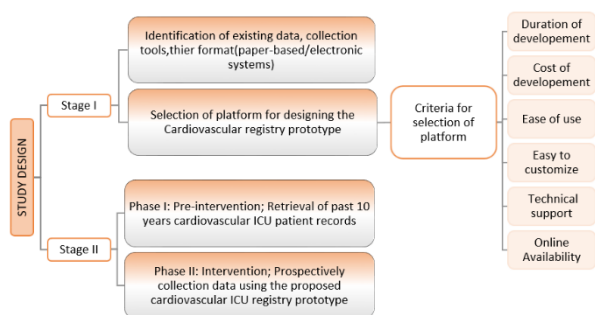 STUDY DESIGN
Stage I
Identification of existing data, collection
tools,thier format(paper-based/electronic
systems)
Selection of platform for designing the
Cardiovascular registry prototype
Criteria for
selection of
platform
Duration of
developement
Cost of
developement
Ease of use
Easy to
customize
Technical
support
Online
Availability
Stage II
Phase I: Pre-intervention; Retrieval of past 10
years cardiovascular ICU patient records
Phase II: Intervention; Prospectively
collection data using the proposed
cardiovascular ICU registry prototype